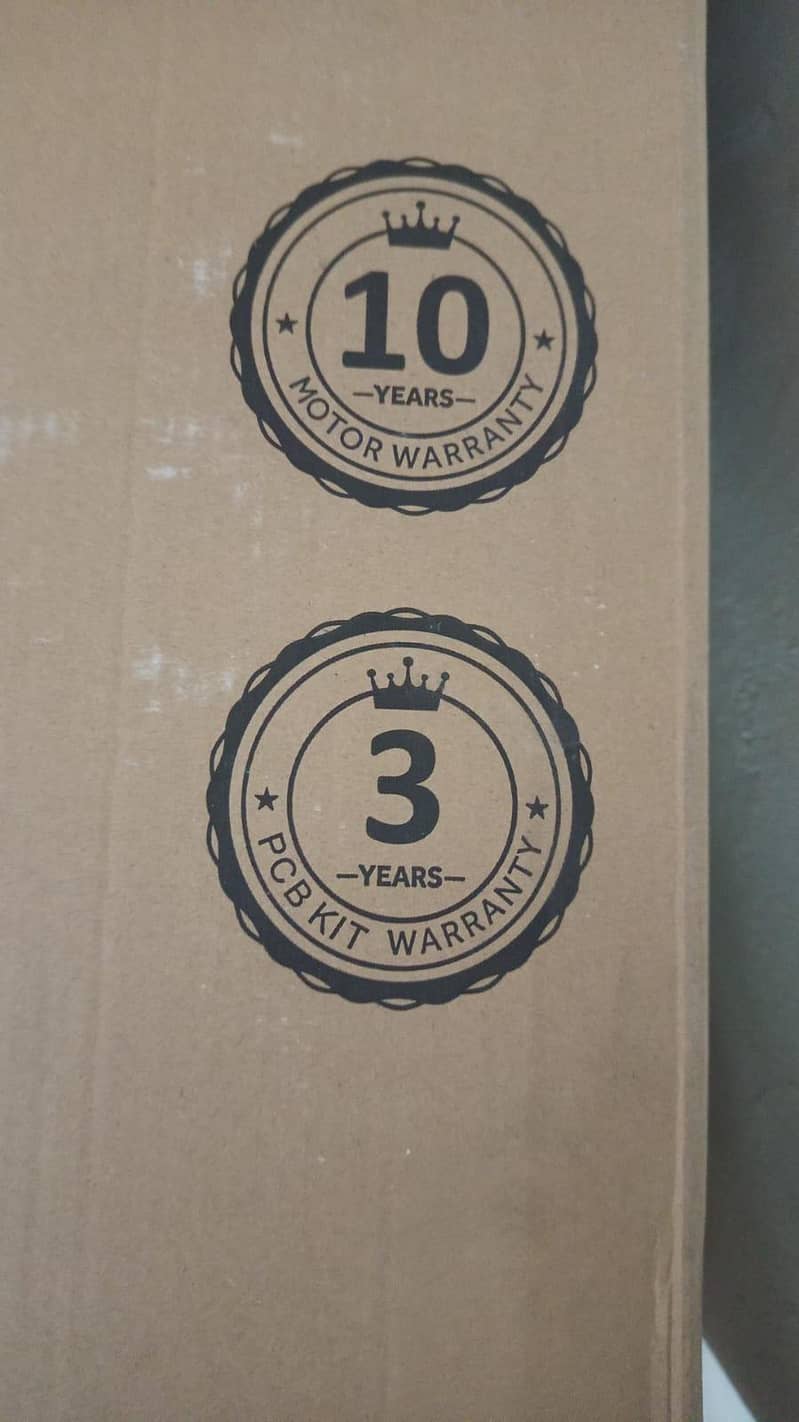 10
—YEARS—
MOTOR WARRANTY
3
—YEARS—
PCB KIT WARRANTY